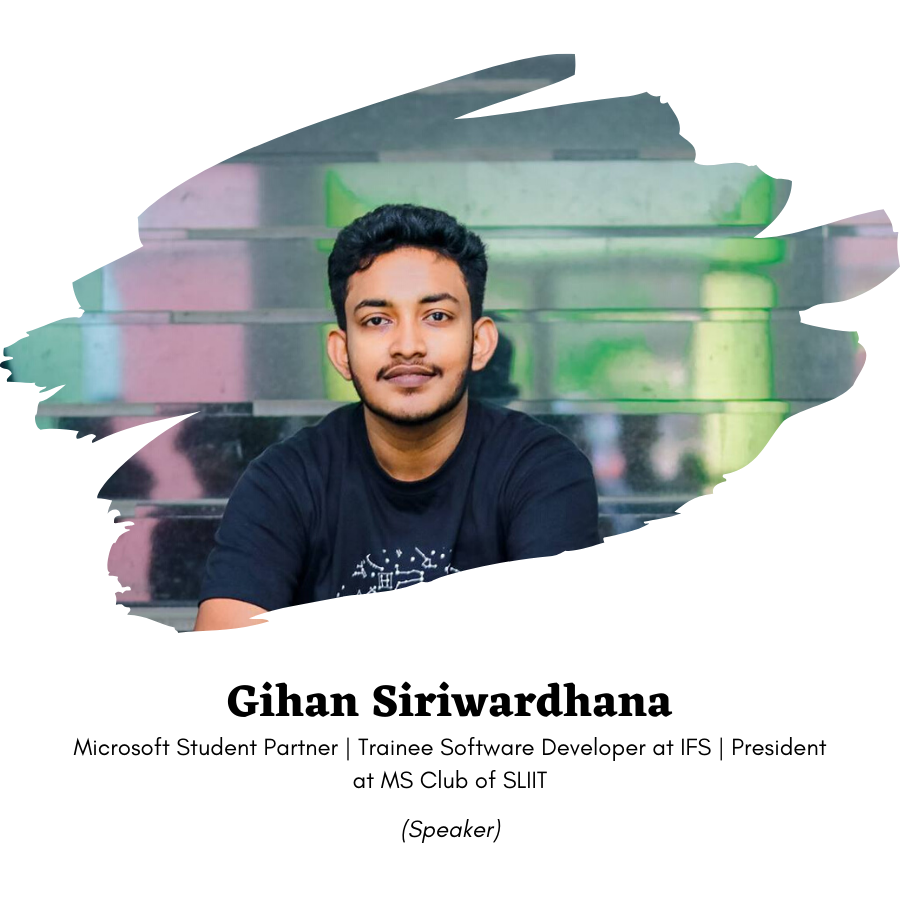 Gihan Siriwardhana
Microsoft Student Partner | Trainee Software Developer at IFS | President
at MS Club of SLIIT
(Speaker)